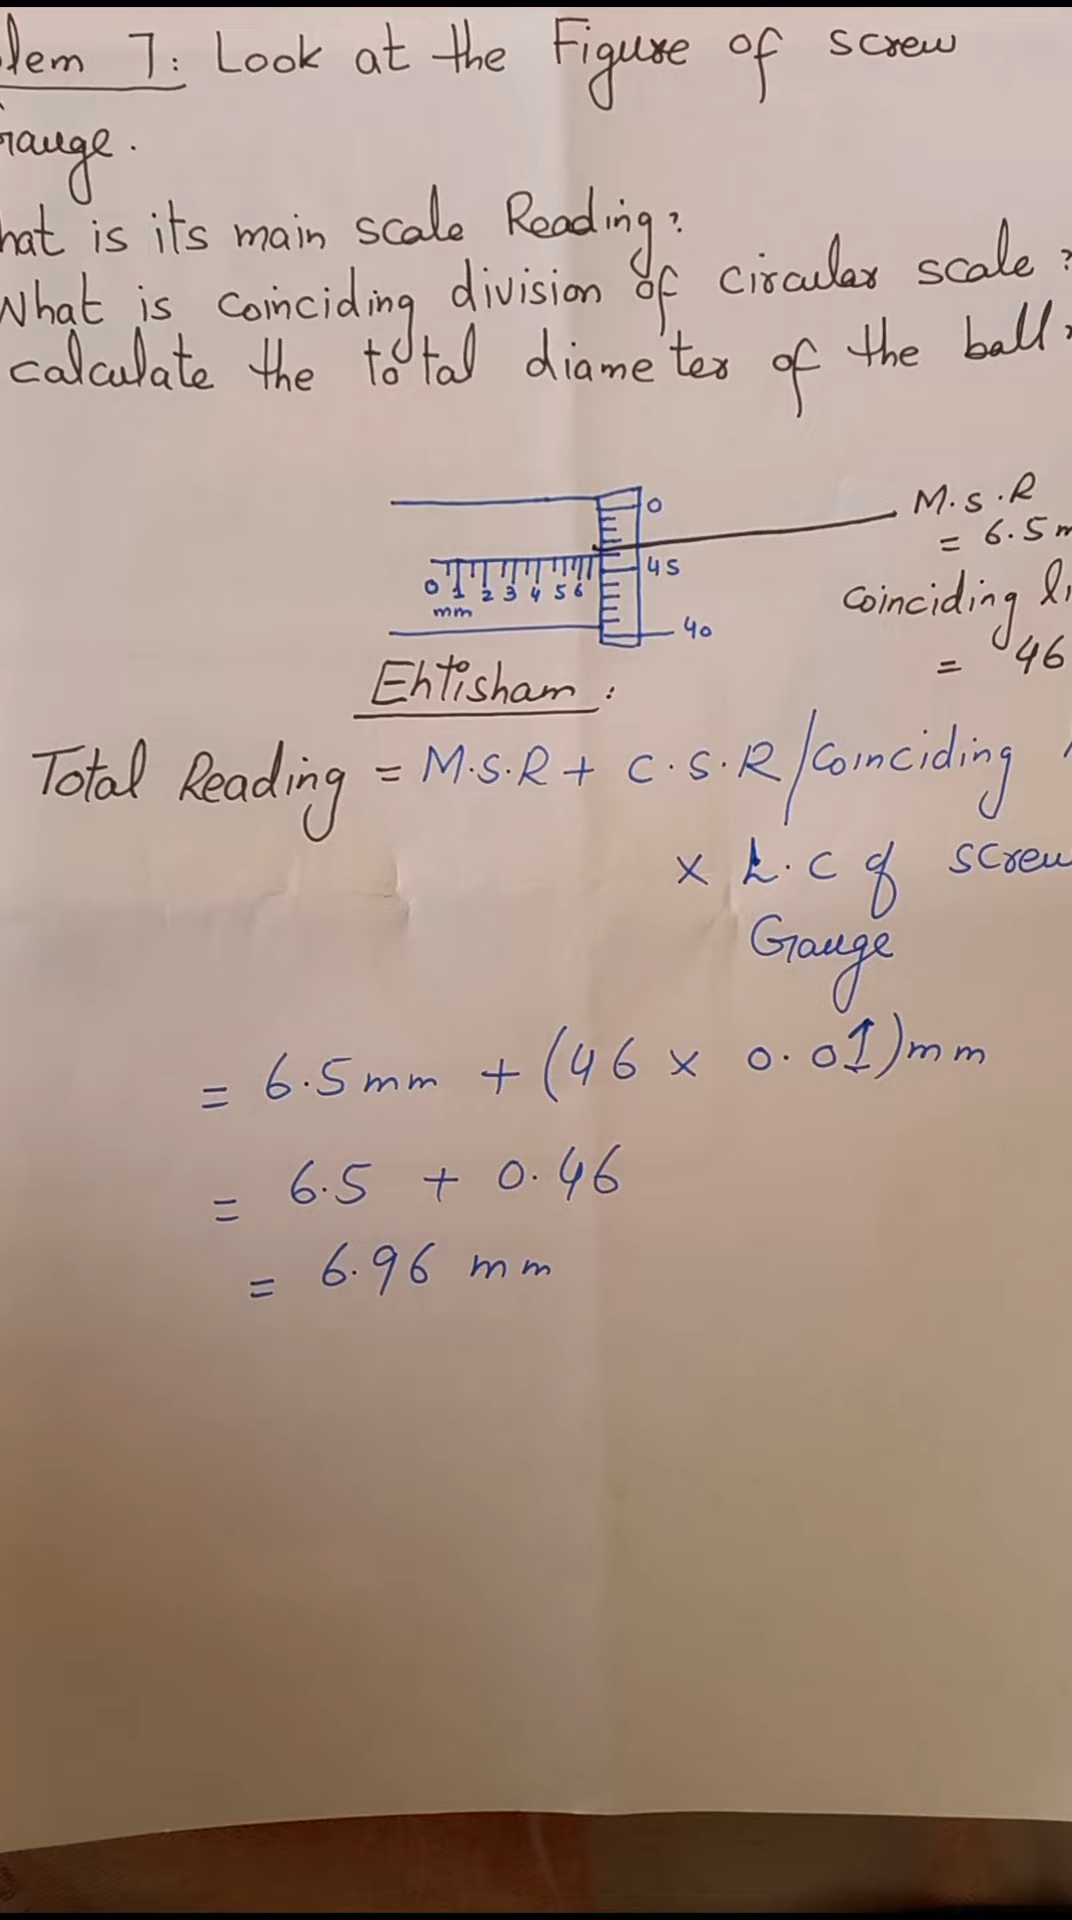 lem 7: Look at the Figure of screw
rauge.
hat is its main scale Reading?
What is coinciding division of circular scale?
calculate the total diameter of the ball?
0
M.S.R
= 6.5 m
45
0 1 2 3 4 5 6
mm
coinciding li
= 46
40
Ehtisham:
Total Reading = M.S.R + C.S.R/Coinciding
x L.C of screw
Gauge
= 6.5mm + (46 x 0.01)mm
= 6.5 + 0.46
= 6.96 mm